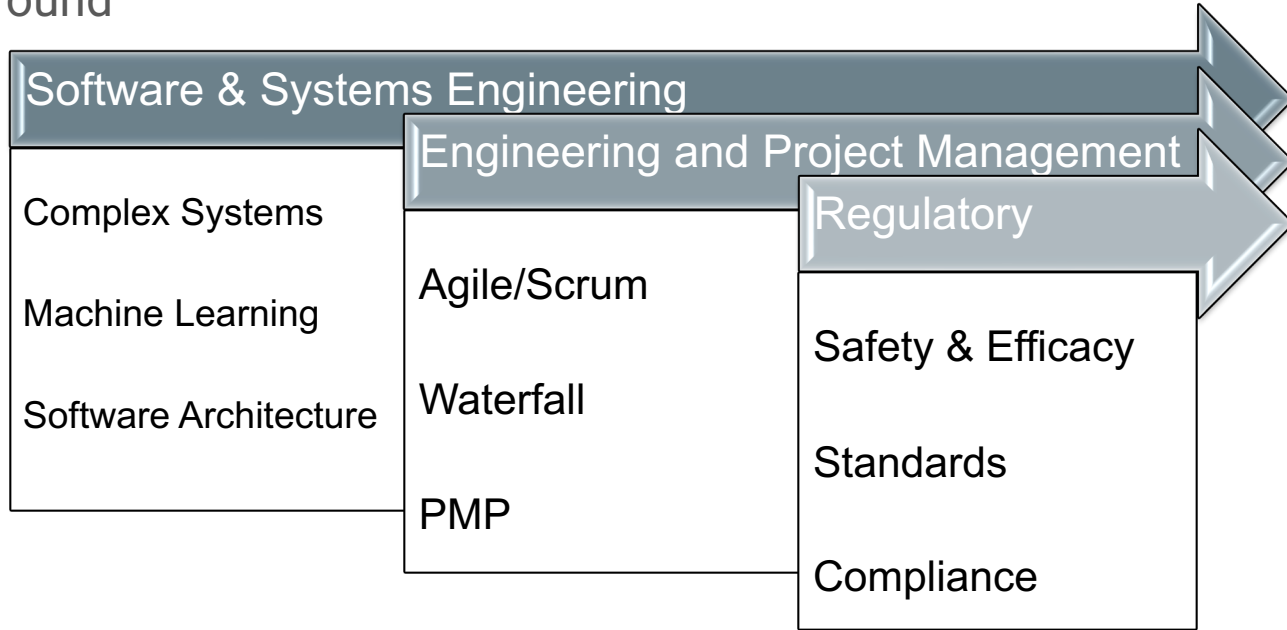 ound
Software & Systems Engineering
Complex Systems
Machine Learning
Software Architecture
Engineering and Project Management
Agile/Scrum
Waterfall
PMP
Regulatory
Safety & Efficacy
Standards
Compliance